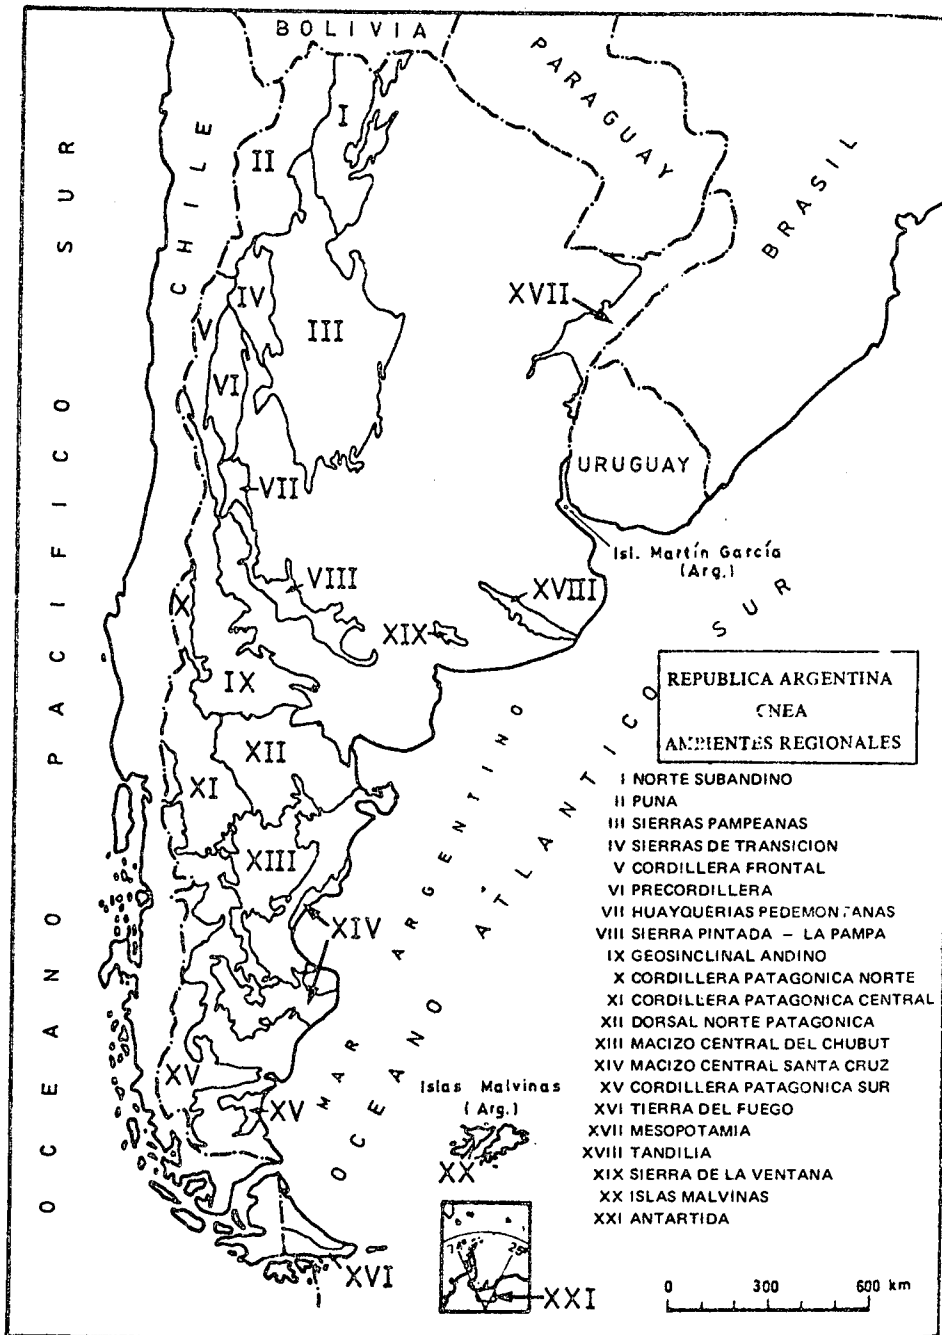 BOLIVIA
PARAGUAY
BRASIL
CHILE
OCEANO PACIFICO SUR
I
II
IV
III
V
VI
XVII
URUGUAY
VII
Isl. Martín García
(Arg.)
VIII
XVIII
XIX
X
IX
XII
XI
XIII
XIV
XV
XV
XVI
MAR ARGENTINO
OCEANO ATLANTICO SUR
Islas Malvinas
(Arg.)
XX
XXI
REPUBLICA ARGENTINA
CNEA
AMBIENTES REGIONALES
I NORTE SUBANDINO
II PUNA
III SIERRAS PAMPEANAS
IV SIERRAS DE TRANSICION
V CORDILLERA FRONTAL
VI PRECORDILLERA
VII HUAYQUERIAS PEDEMONTANAS
VIII SIERRA PINTADA – LA PAMPA
IX GEOSINCLINAL ANDINO
X CORDILLERA PATAGONICA NORTE
XI CORDILLERA PATAGONICA CENTRAL
XII DORSAL NORTE PATAGONICA
XIII MACIZO CENTRAL DEL CHUBUT
XIV MACIZO CENTRAL SANTA CRUZ
XV CORDILLERA PATAGONICA SUR
XVI TIERRA DEL FUEGO
XVII MESOPOTAMIA
XVIII TANDILIA
XIX SIERRA DE LA VENTANA
XX ISLAS MALVINAS
XXI ANTARTIDA
0 300 600 km